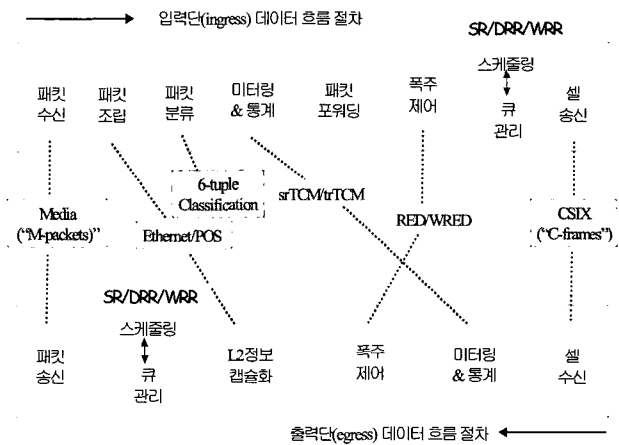 입력단(ingress) 데이터 흐름 절차
SR/DRR/WRR
스케줄링
패킷
수신
패킷
조립
패킷
분류
미터링
& 통계
패킷
포워딩
폭주
제어
큐
관리
셀
송신
6-tuple
Classification
srTCM/trTCM
Media
("M-packets)"
Ethernet/POS
RED/WRED
CSIX
("C-frames")
SR/DRR/WRR
스케줄링
패킷
송신
큐
관리
L2정보
캡슐화
폭주
제어
미터링
& 통계
셀
수신
출력단(egress) 데이터 흐름 절차